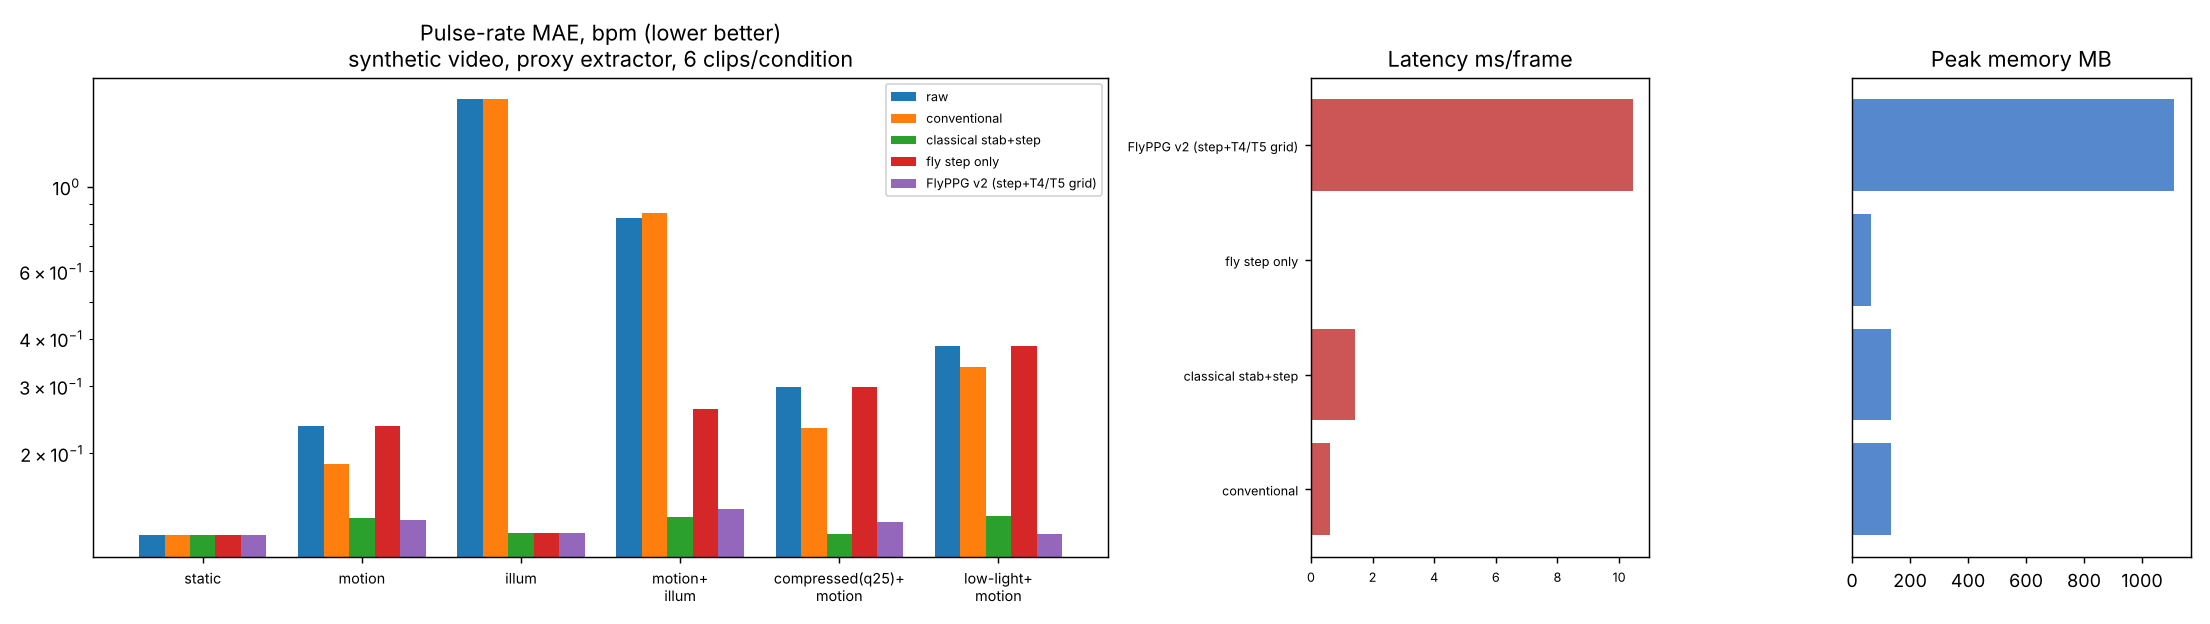 Pulse-rate MAE, bpm (lower better)
synthetic video, proxy extractor, 6 clips/condition
raw
conventional
classical stab+step
fly step only
FlyPPG v2 (step+T4/T5 grid)
10⁰
6 × 10⁻¹
4 × 10⁻¹
3 × 10⁻¹
2 × 10⁻¹
static
motion
illum
motion+
illum
compressed(q25)+
motion
low-light+
motion
Latency ms/frame
FlyPPG v2 (step+T4/T5 grid)
fly step only
classical stab+step
conventional
0 2 4 6 8 10
Peak memory MB
0 200 400 600 800 1000